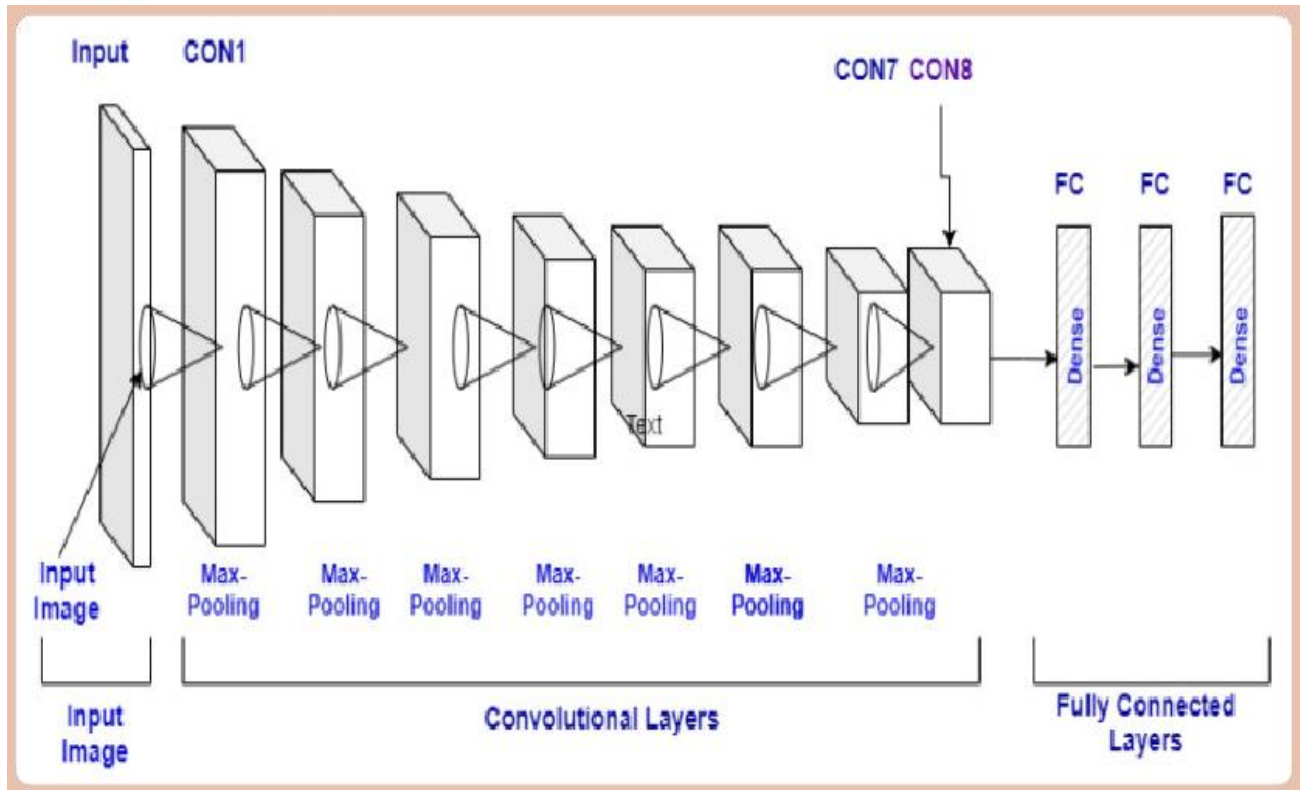 Input
CON1
CON7 CON8
FC
FC
FC
Dense
Dense
Dense
Text
Input
Image
Max-
Pooling
Max-
Pooling
Max-
Pooling
Max-
Pooling
Max-
Pooling
Max-
Pooling
Max-
Pooling
Input
Image
Convolutional Layers
Fully Connected
Layers